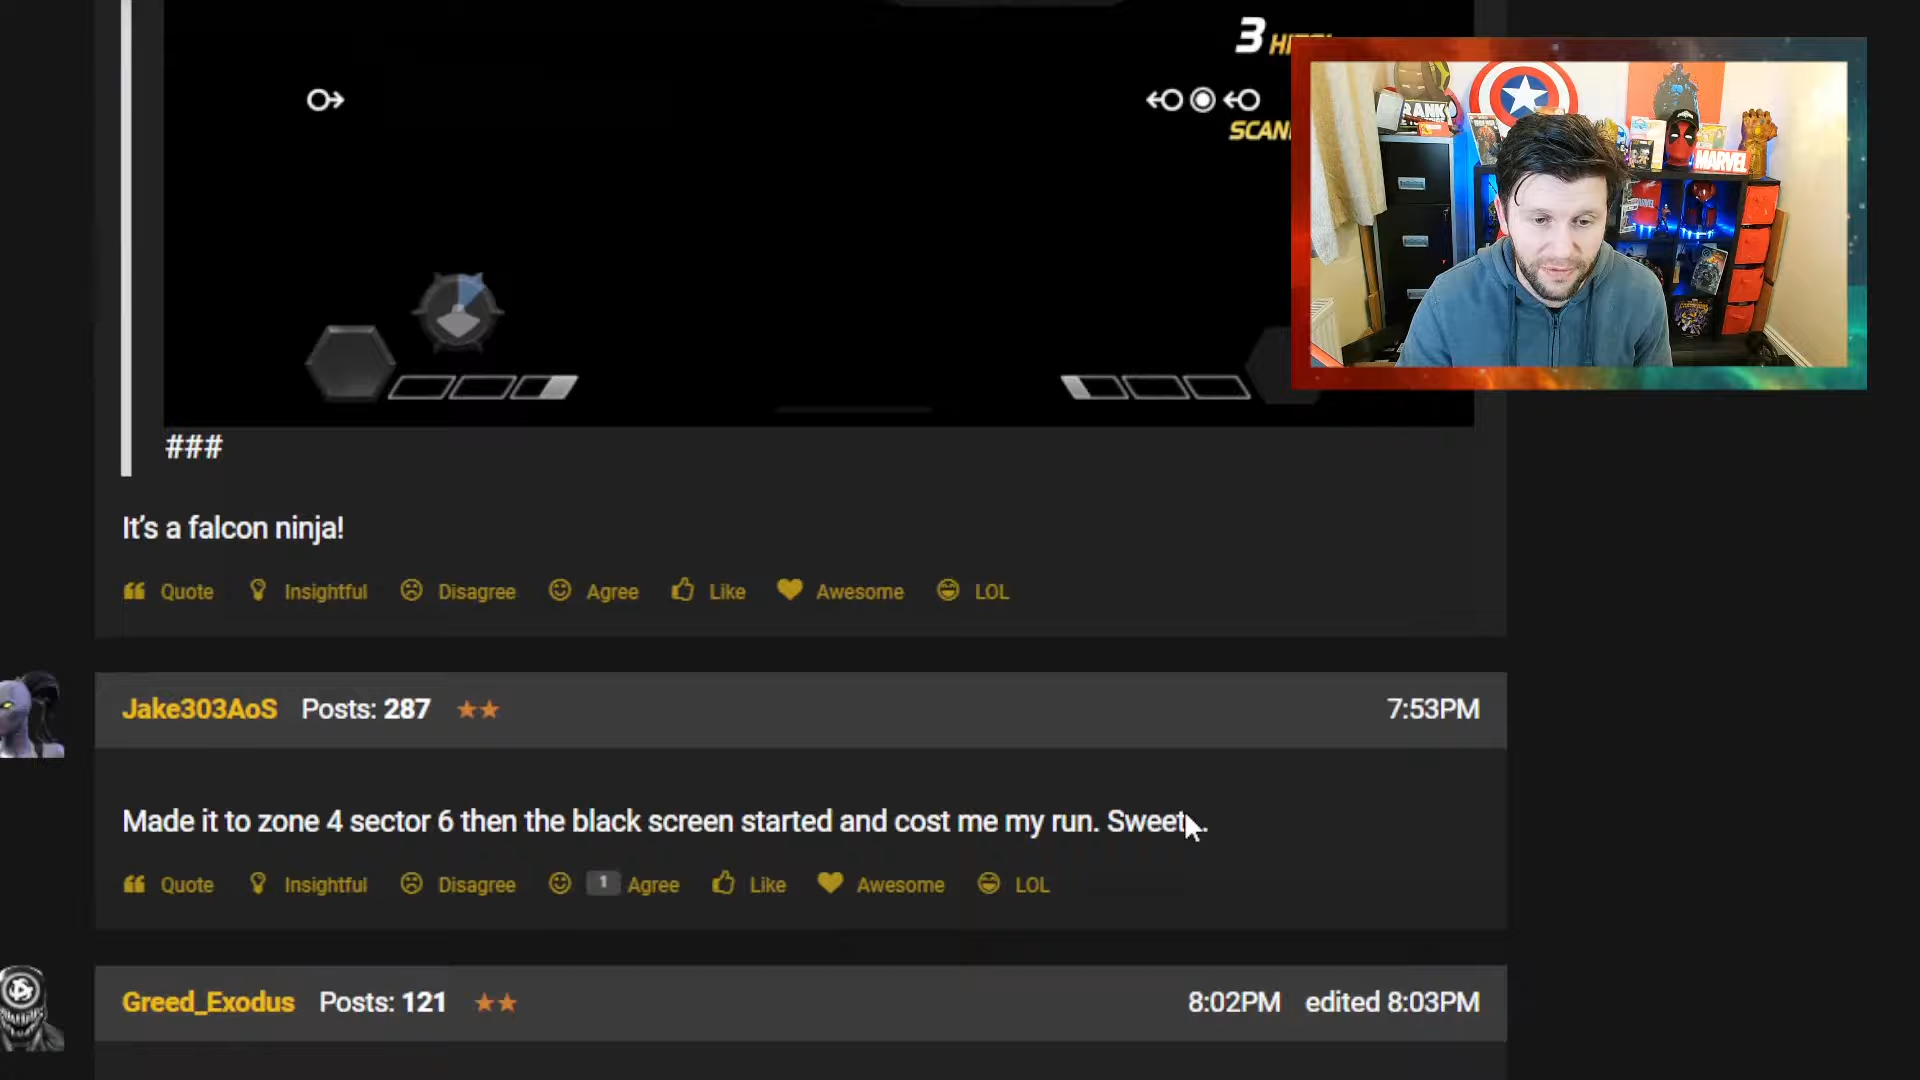 3 HITS!
SCAN
###
It's a falcon ninja!
Quote Insightful Disagree Agree Like Awesome LOL
Jake303AoS Posts: 287 7:53PM
Made it to zone 4 sector 6 then the black screen started and cost me my run. Sweet..
Quote Insightful Disagree 1 Agree Like Awesome LOL
Greed_Exodus Posts: 121 8:02PM edited 8:03PM
MARVEL